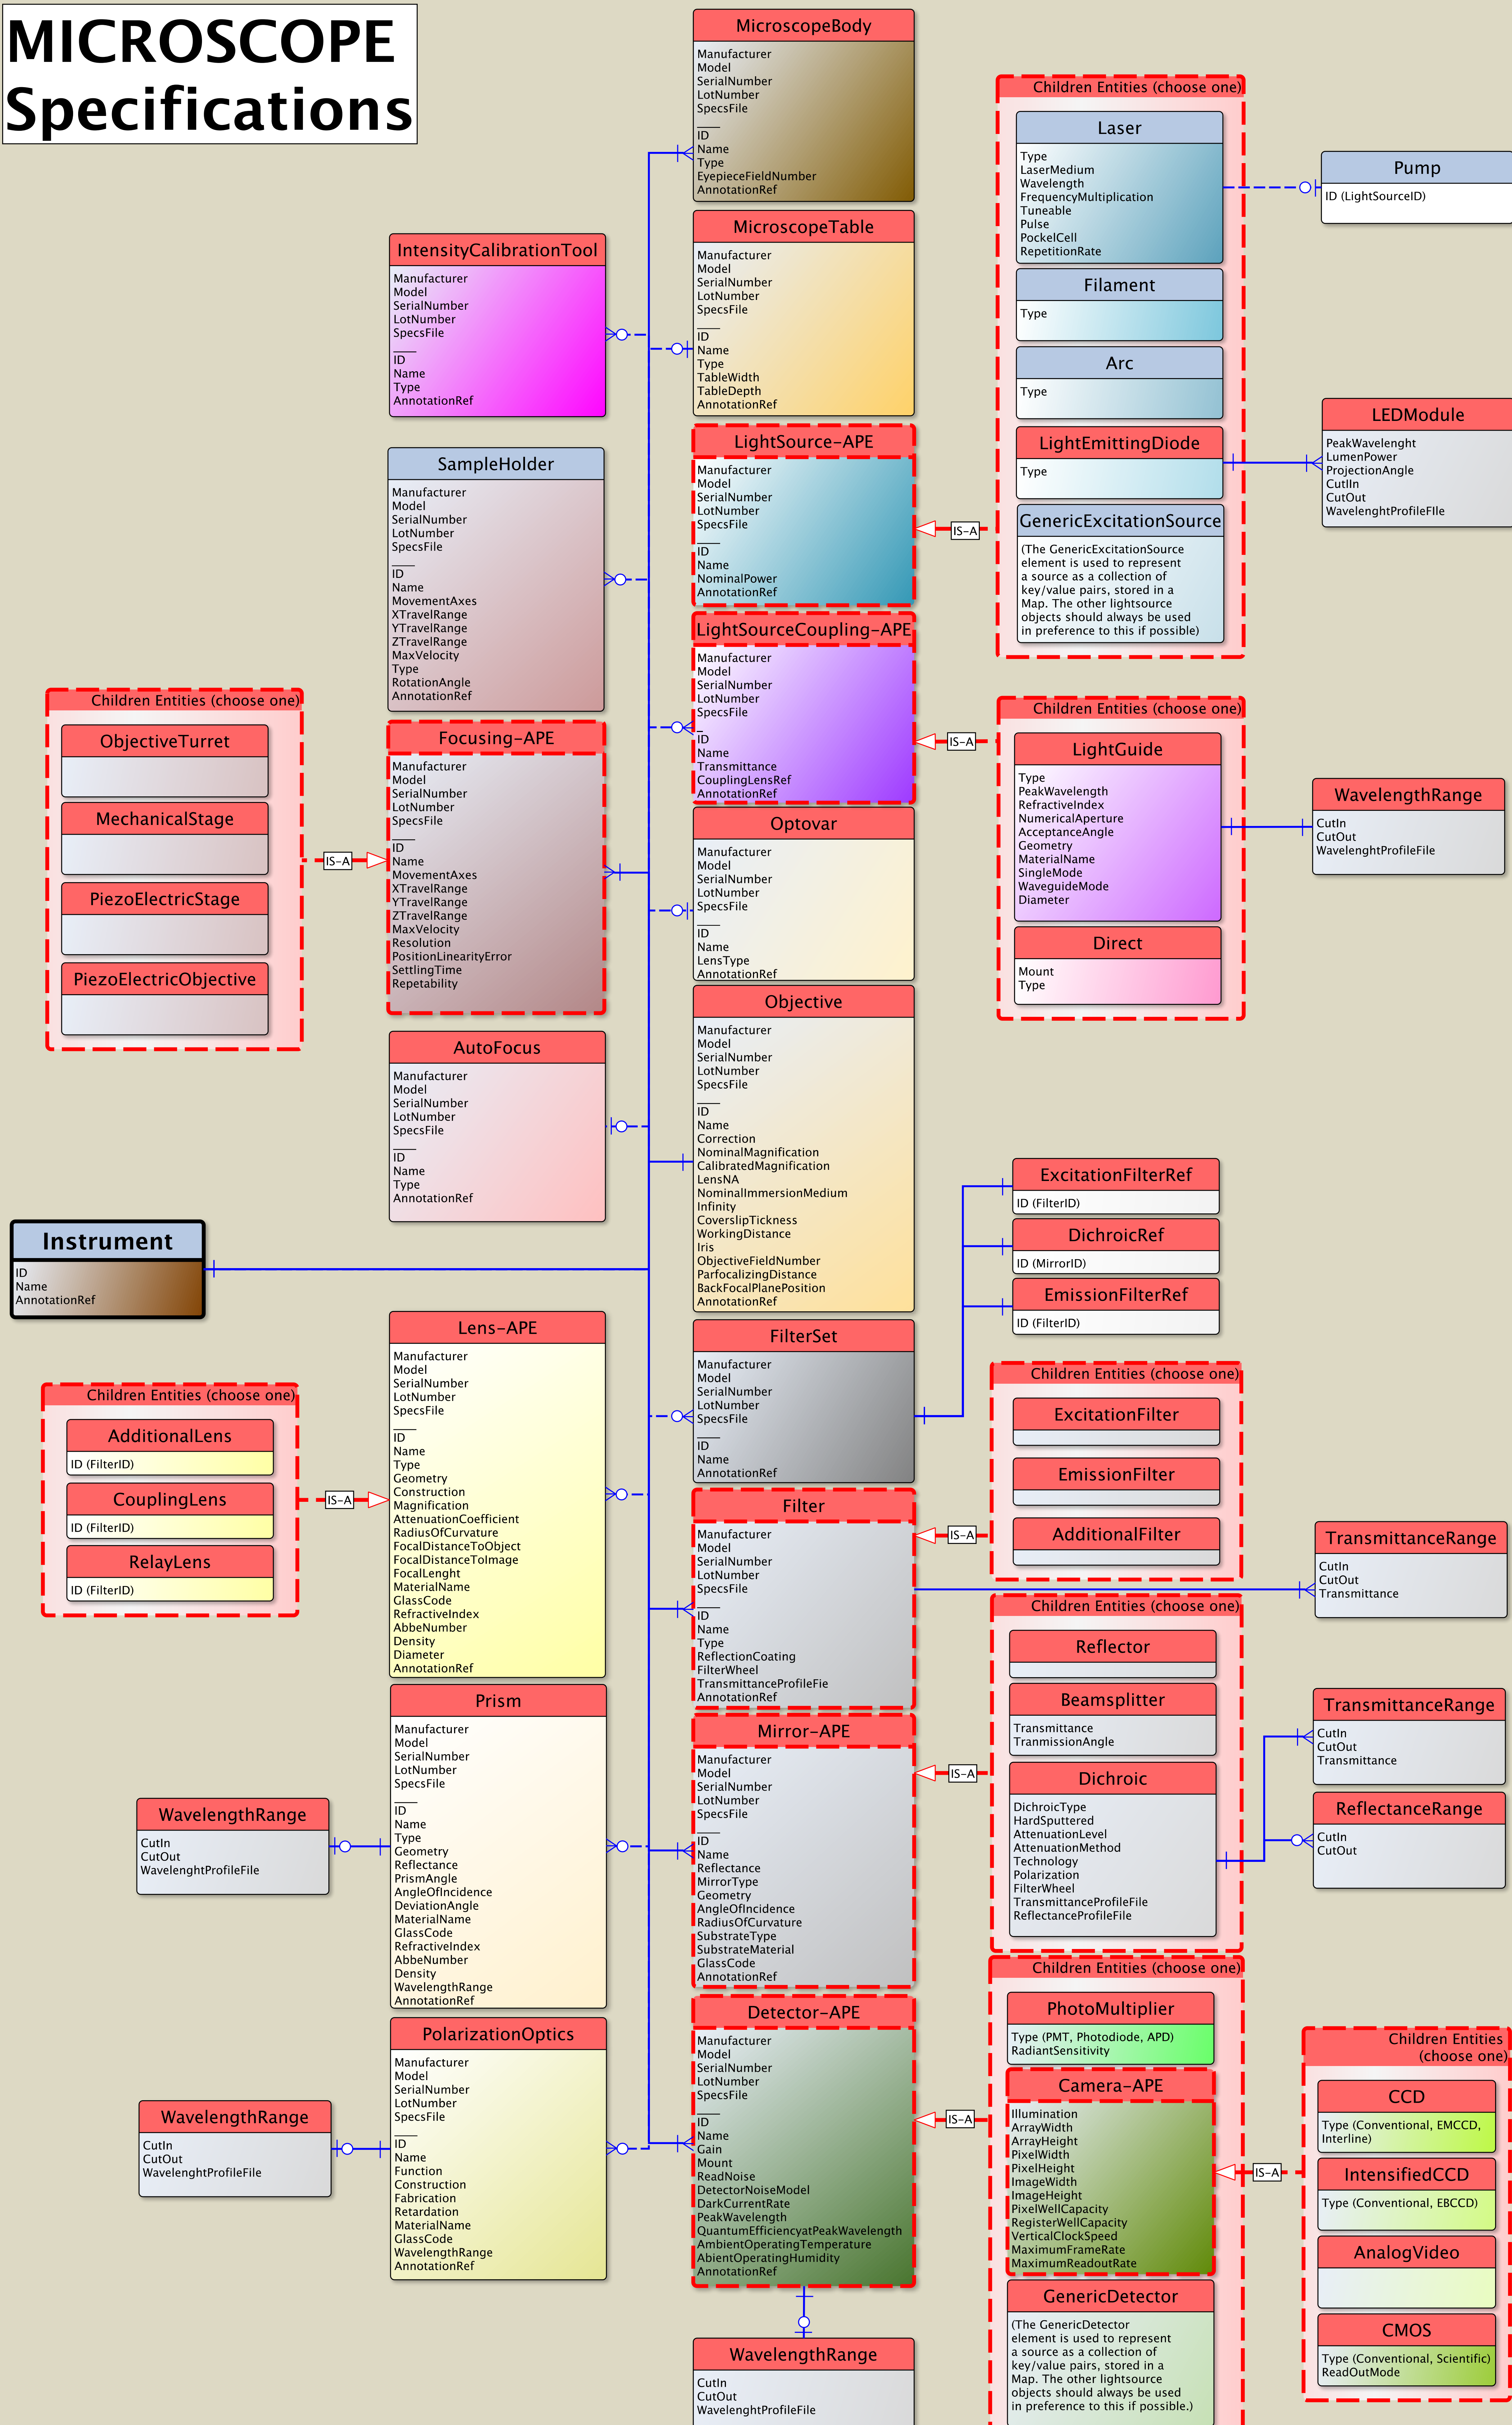 MICROSCOPE
Specifications
MicroscopeBody
Manufacturer
Model
SerialNumber
LotNumber
SpecsFile
ID
Name
Type
EyepieceFieldNumber
AnnotationRef
MicroscopeTable
Manufacturer
Model
SerialNumber
LotNumber
SpecsFile
ID
Name
Type
TableWidth
TableDepth
AnnotationRef
IntensityCalibrationTool
Manufacturer
Model
SerialNumber
LotNumber
SpecsFile
ID
Name
Type
AnnotationRef
SampleHolder
Manufacturer
Model
SerialNumber
LotNumber
SpecsFile
ID
Name
MovementAxes
XTravelRange
YTravelRange
ZTravelRange
MaxVelocity
Type
RotationAngle
AnnotationRef
LightSource-APE
Manufacturer
Model
SerialNumber
LotNumber
SpecsFile
ID
Name
NominalPower
AnnotationRef
IS-A
Children Entities (choose one)
Laser
Type
LaserMedium
Wavelength
FrequencyMultiplication
Tuneable
Pulse
PockelCell
RepetitionRate
Filament
Type
Arc
Type
LightEmittingDiode
Type
GenericExcitationSource
(The GenericExcitationSource
element is used to represent
a source as a collection of
key/value pairs, stored in a
Map. The other lightsource
objects should always be used
in preference to this if possible)
Pump
ID (LightSourceID)
LEDModule
PeakWavelenght
LumenPower
ProjectionAngle
CutIIn
CutOut
WavelenghtProfileFIle
LightSourceCoupling-APE
Manufacturer
Model
SerialNumber
LotNumber
SpecsFile
ID
Name
Transmittance
CouplingLensRef
AnnotationRef
IS-A
Children Entities (choose one)
LightGuide
Type
PeakWavelength
RefractiveIndex
NumericalAperture
AcceptanceAngle
Geometry
MaterialName
SingleMode
WaveguideMode
Diameter
Direct
Mount
Type
WavelengthRange
CutIn
CutOut
WavelenghtProfileFile
Children Entities (choose one)
ObjectiveTurret
MechanicalStage
PiezoElectricStage
PiezoElectricObjective
IS-A
Focusing-APE
Manufacturer
Model
SerialNumber
LotNumber
SpecsFile
ID
Name
MovementAxes
XTravelRange
YTravelRange
ZTravelRange
MaxVelocity
Resolution
PositionLinearityError
SettlingTime
Repetability
Optovar
Manufacturer
Model
SerialNumber
LotNumber
SpecsFile
ID
Name
LensType
AnnotationRef
AutoFocus
Manufacturer
Model
SerialNumber
LotNumber
SpecsFile
ID
Name
Type
AnnotationRef
Objective
Manufacturer
Model
SerialNumber
LotNumber
SpecsFile
ID
Name
Correction
NominalMagnification
CalibratedMagnification
LensNA
NominalImmersionMedium
Infinity
CoverslipTickness
WorkingDistance
Iris
ObjectiveFieldNumber
ParfocalizingDistance
BackFocalPlanePosition
AnnotationRef
Instrument
ID
Name
AnnotationRef
ExcitationFilterRef
ID (FilterID)
DichroicRef
ID (MirrorID)
EmissionFilterRef
ID (FilterID)
FilterSet
Manufacturer
Model
SerialNumber
LotNumber
SpecsFile
ID
Name
AnnotationRef
Children Entities (choose one)
AdditionalLens
ID (FilterID)
CouplingLens
ID (FilterID)
RelayLens
ID (FilterID)
IS-A
Lens-APE
Manufacturer
Model
SerialNumber
LotNumber
SpecsFile
ID
Name
Type
Geometry
Construction
Magnification
AttenuationCoefficient
RadiusOfCurvature
FocalDistanceToObject
FocalDistanceToImage
FocalLenght
MaterialName
GlassCode
RefractiveIndex
AbbeNumber
Density
Diameter
AnnotationRef
Filter
Manufacturer
Model
SerialNumber
LotNumber
SpecsFile
ID
Name
Type
ReflectionCoating
FilterWheel
TransmittanceProfileFie
AnnotationRef
IS-A
Children Entities (choose one)
ExcitationFilter
EmissionFilter
AdditionalFilter
TransmittanceRange
CutIn
CutOut
Transmittance
Mirror-APE
Manufacturer
Model
SerialNumber
LotNumber
SpecsFile
ID
Name
Reflectance
MirrorType
Geometry
AngleOfIncidence
RadiusOfCurvature
SubstrateType
SubstrateMaterial
GlassCode
AnnotationRef
IS-A
Children Entities (choose one)
Reflector
Beamsplitter
Transmittance
TranmissionAngle
Dichroic
DichroicType
HardSputtered
AttenuationLevel
AttenuationMethod
Technology
Polarization
FilterWheel
TransmittanceProfileFile
ReflectanceProfileFile
TransmittanceRange
CutIn
CutOut
Transmittance
ReflectanceRange
CutIn
CutOut
WavelengthRange
CutIn
CutOut
WavelenghtProfileFile
Prism
Manufacturer
Model
SerialNumber
LotNumber
SpecsFile
ID
Name
Type
Geometry
Reflectance
PrismAngle
AngleOfIncidence
DeviationAngle
MaterialName
GlassCode
RefractiveIndex
AbbeNumber
Density
WavelengthRange
AnnotationRef
WavelengthRange
CutIn
CutOut
WavelenghtProfileFile
PolarizationOptics
Manufacturer
Model
SerialNumber
LotNumber
SpecsFile
ID
Name
Function
Construction
Fabrication
Retardation
MaterialName
GlassCode
WavelengthRange
AnnotationRef
Detector-APE
Manufacturer
Model
SerialNumber
LotNumber
SpecsFile
ID
Name
Gain
Mount
ReadNoise
DetectorNoiseModel
DarkCurrentRate
PeakWavelength
QuantumEfficiencyatPeakWavelength
AmbientOperatingTemperature
AbientOperatingHumidity
AnnotationRef
WavelengthRange
CutIn
CutOut
WavelenghtProfileFile
IS-A
Children Entities (choose one)
PhotoMultiplier
Type (PMT, Photodiode, APD)
RadiantSensitivity
Camera-APE
Illumination
ArrayWidth
ArrayHeight
PixelWidth
PixelHeight
ImageWidth
ImageHeight
PixelWellCapacity
RegisterWellCapacity
VerticalClockSpeed
MaximumFrameRate
MaximumReadoutRate
GenericDetector
(The GenericDetector
element is used to represent
a source as a collection of
key/value pairs, stored in a
Map. The other lightsource
objects should always be used
in preference to this if possible.)
IS-A
Children Entities
(choose one)
CCD
Type (Conventional, EMCCD,
Interline)
IntensifiedCCD
Type (Conventional, EBCCD)
AnalogVideo
CMOS
Type (Conventional, Scientific)
ReadOutMode